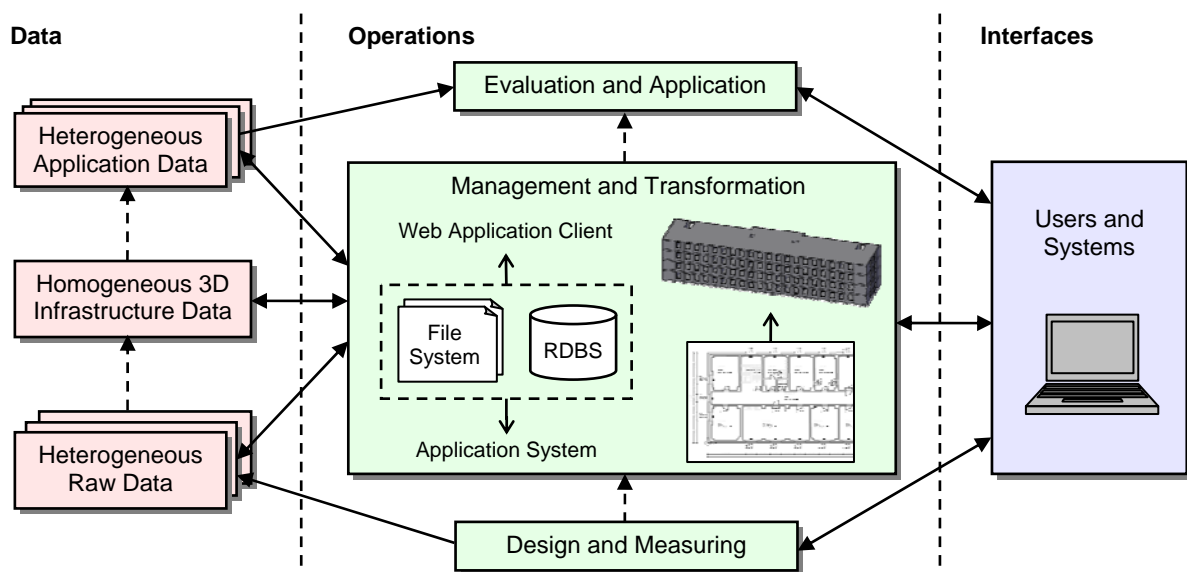 Data
Operations
Interfaces
Evaluation and Application
Heterogeneous
Application Data
Management and Transformation
Web Application Client
Users and
Systems
Homogeneous 3D
Infrastructure Data
File
System
RDBS
Application System
Heterogeneous
Raw Data
Design and Measuring